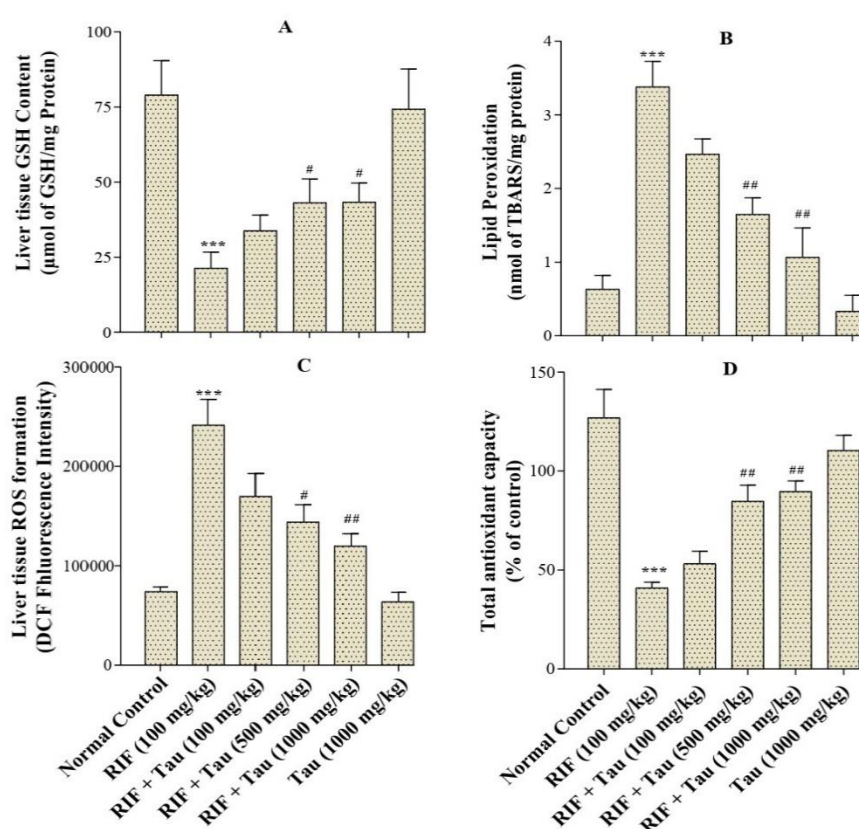 A
Liver tissue GSH Content
(µmol of GSH/mg Protein)
100
75
50
25
0
***
#
#
B
Lipid Peroxidation
(nmol of TBARS/mg protein)
4
3
2
1
0
***
##
##
C
Liver tissue ROS formation
(DCF Fhluorescence Intensity)
300000
200000
100000
0
***
#
##
Normal Control
RIF (100 mg/kg)
RIF + Tau (100 mg/kg)
RIF + Tau (500 mg/kg)
RIF + Tau (1000 mg/kg)
Tau (1000 mg/kg)
D
Total antioxidant capacity
(% of control)
150
100
50
0
***
##
##
Normal Control
RIF (100 mg/kg)
RIF + Tau (100 mg/kg)
RIF + Tau (500 mg/kg)
RIF + Tau (1000 mg/kg)
Tau (1000 mg/kg)